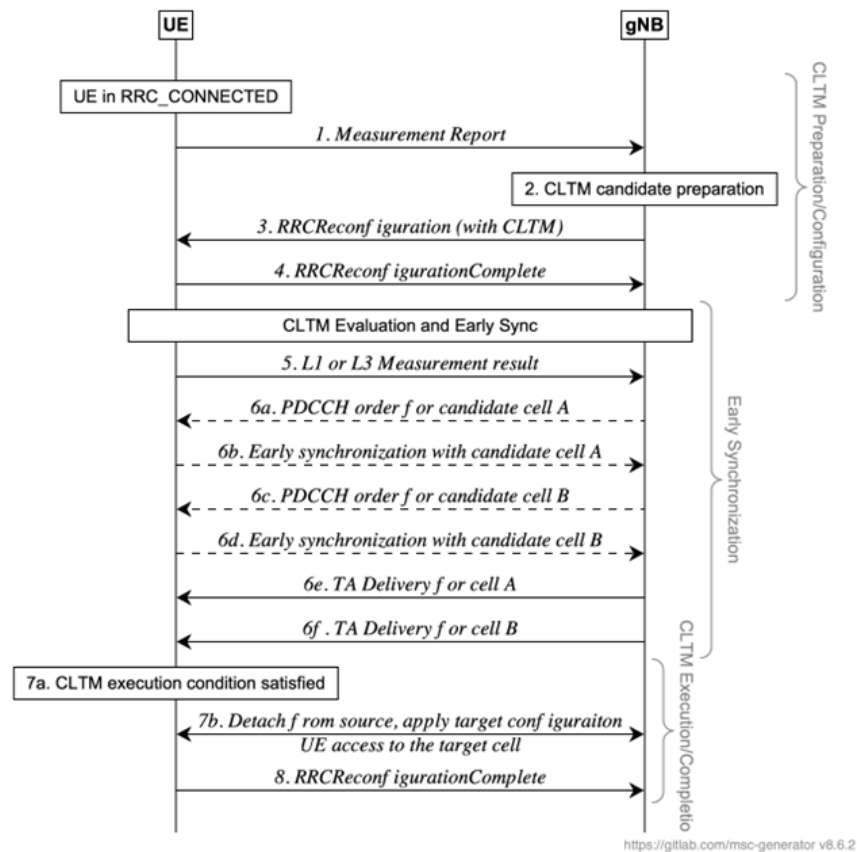 UE
gNB
UE in RRC_CONNECTED
1. Measurement Report
2. CLTM candidate preparation
3. RRCReconf iguration (with CLTM)
4. RRCReconf igurationComplete
CLTM Preparation/Configuration
CLTM Evaluation and Early Sync
5. L1 or L3 Measurement result
6a. PDCCH order f or candidate cell A
6b. Early synchronization with candidate cell A
6c. PDCCH order f or candidate cell B
6d. Early synchronization with candidate cell B
6e. TA Delivery f or cell A
6f . TA Delivery f or cell B
Early Synchronization
7a. CLTM execution condition satisfied
7b. Detach f rom source, apply target conf iguraiton
UE access to the target cell
8. RRCReconf igurationComplete
CLTM Execution/Completio
https://gitlab.com/msc-generator v8.6.2